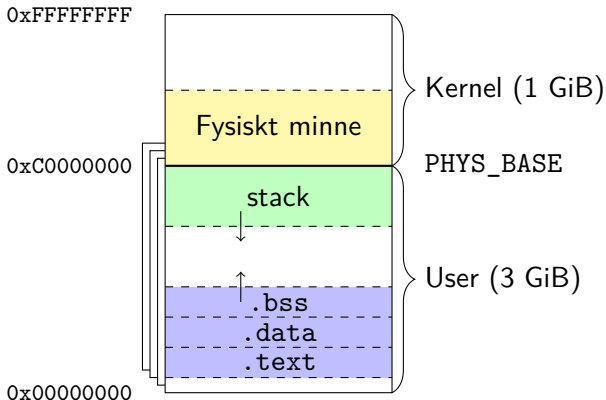 0xFFFFFFFF
Kernel (1 GiB)
Fysiskt minne
0xC0000000
PHYS_BASE
stack
User (3 GiB)
.bss
.data
.text
0x00000000